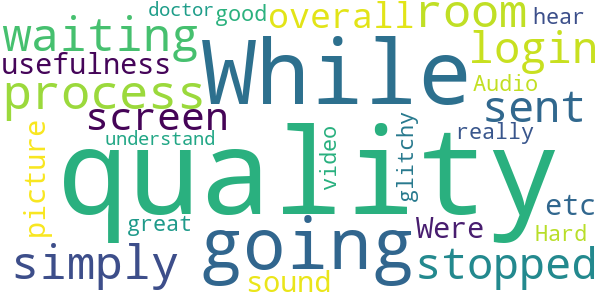 doctor good overall room hear
waiting While login
usefulness
process Audio sent
screen
picture understand quality video glitchy really
great Were etc
going Hard
simply sound stopped